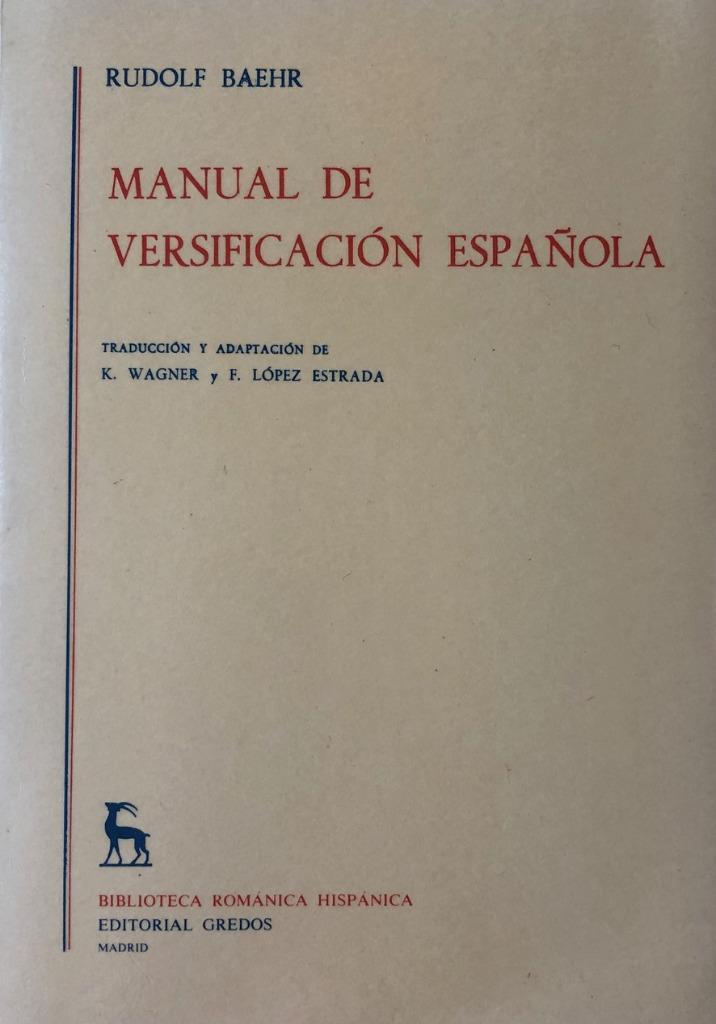 RUDOLF BAEHR
MANUAL DE
VERSIFICACIÓN ESPAÑOLA
TRADUCCIÓN Y ADAPTACIÓN DE
K. WAGNER y F. LÓPEZ ESTRADA
BIBLIOTECA ROMÁNICA HISPÁNICA
EDITORIAL GREDOS
MADRID